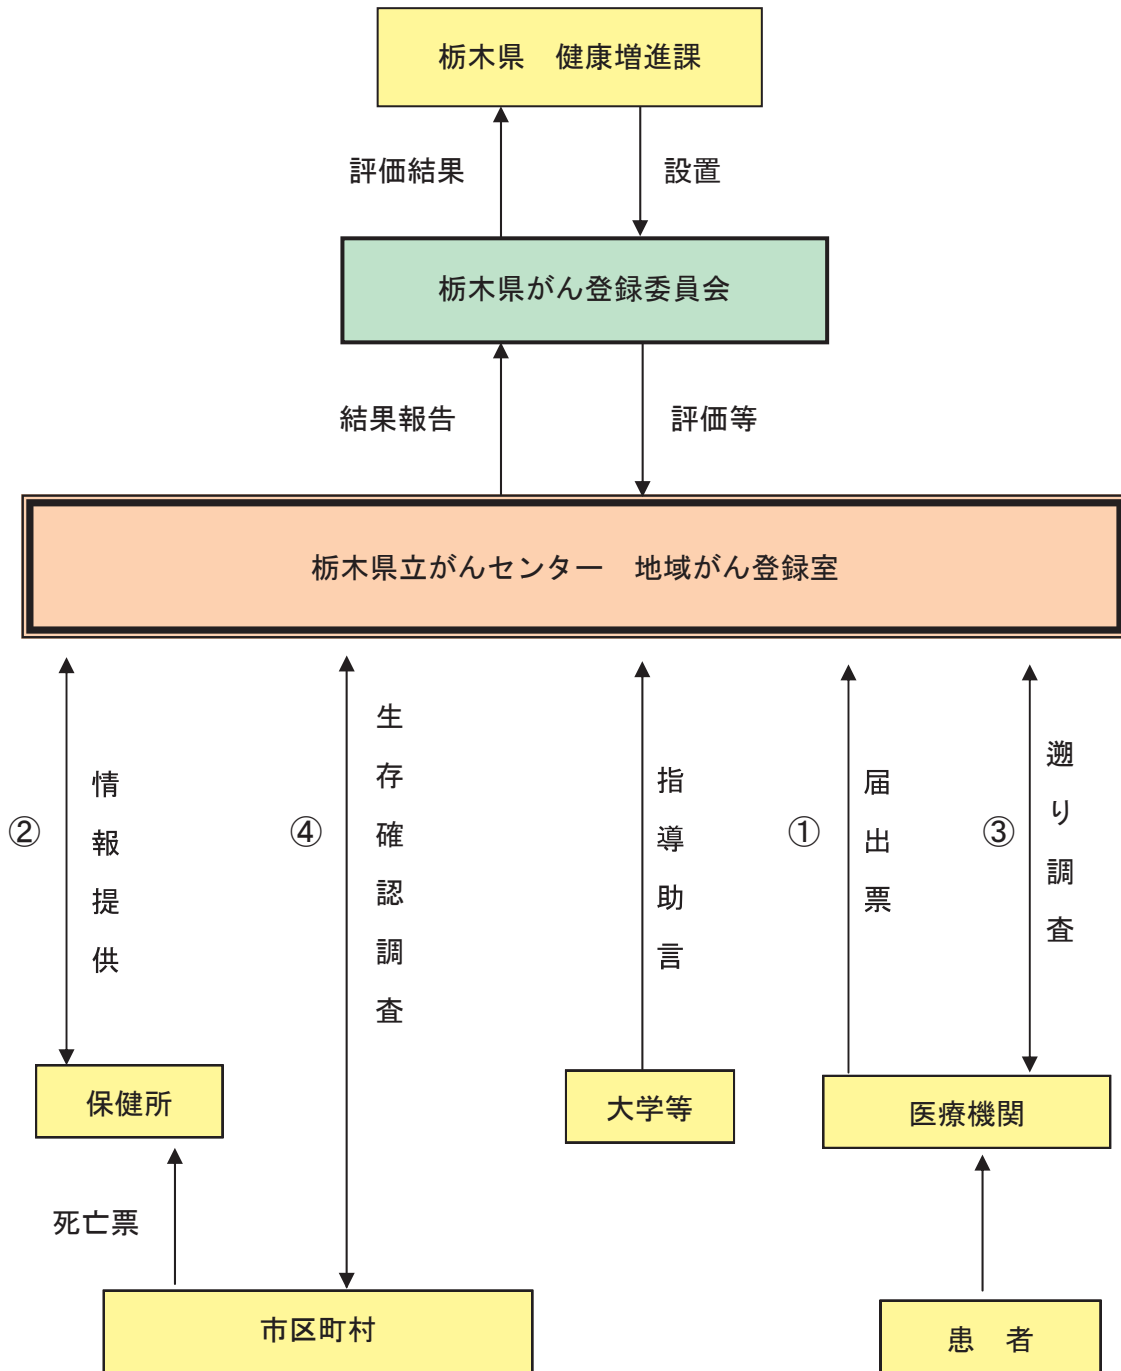 栃木県　健康増進課
評価結果
設置
栃木県がん登録委員会
結果報告
評価等
栃木県立がんセンター　地域がん登録室
②
情報提供
④
生存確認調査
指導助言
①
届出票
③
遡り調査
保健所
大学等
医療機関
死亡票
市区町村
患　者